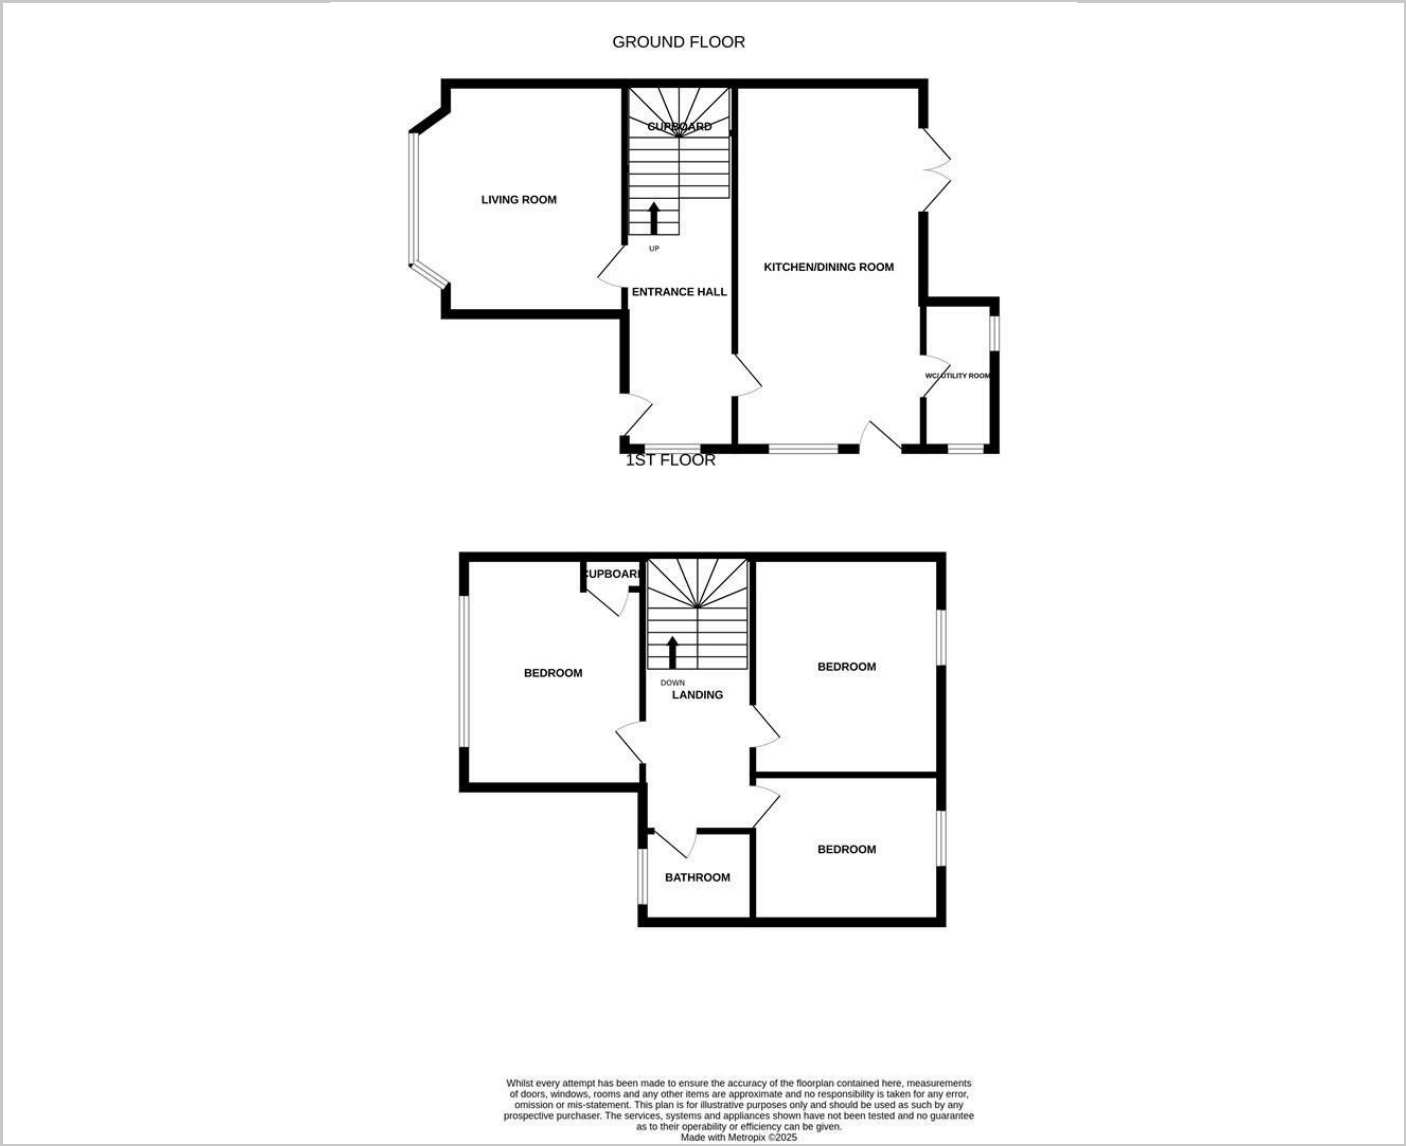 GROUND FLOOR
CUPBOARD
LIVING ROOM
UP
KITCHEN/DINING ROOM
ENTRANCE HALL
WC/UTILITY ROOM
1ST FLOOR
CUPBOARD
BEDROOM
BEDROOM
DOWN
LANDING
BEDROOM
BATHROOM
Whilst every attempt has been made to ensure the accuracy of the floorplan contained here, measurements
of doors, windows, rooms and any other items are approximate and no responsibility is taken for any error,
omission or mis-statement. This plan is for illustrative purposes only and should be used as such by any
prospective purchaser. The services, systems and appliances shown have not been tested and no guarantee
as to their operability or efficiency can be given.
Made with Metropix ©2025